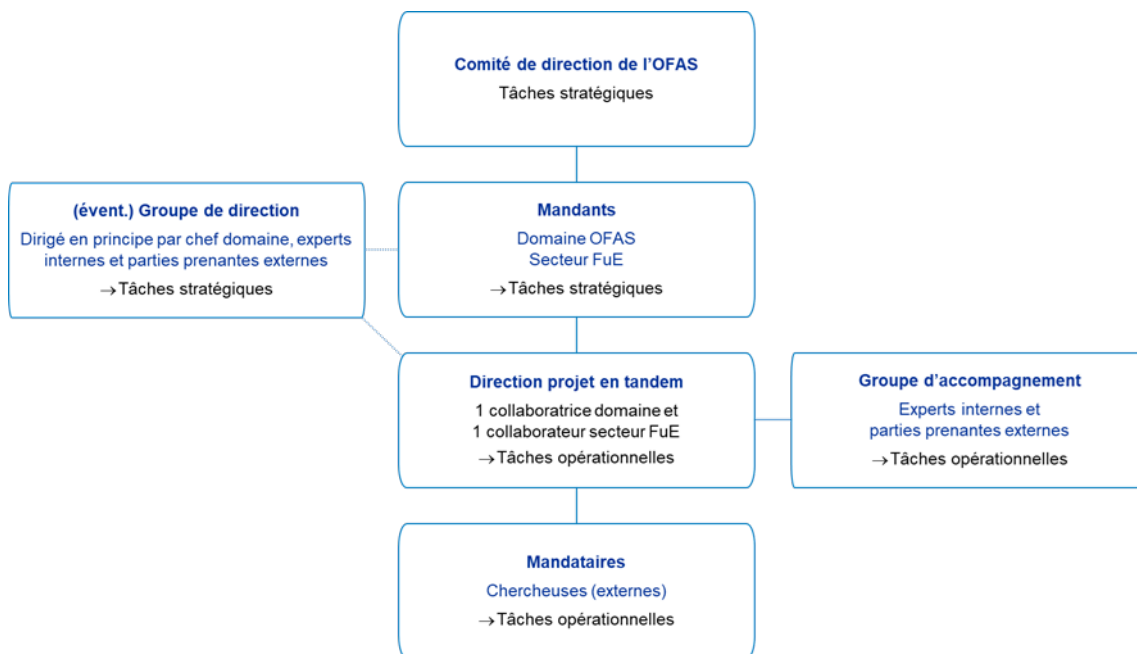 Comité de direction de l'OFAS
Tâches stratégiques
(évent.) Groupe de direction
Dirigé en principe par chef domaine, experts
internes et parties prenantes externes
→Tâches stratégiques
Mandants
Domaine OFAS
Secteur FuE
→Tâches stratégiques
Direction projet en tandem
1 collaboratrice domaine et
1 collaborateur secteur FuE
→Tâches opérationnelles
Groupe d'accompagnement
Experts internes et
parties prenantes externes
→Tâches opérationnelles
Mandataires
Chercheuses (externes)
→Tâches opérationnelles